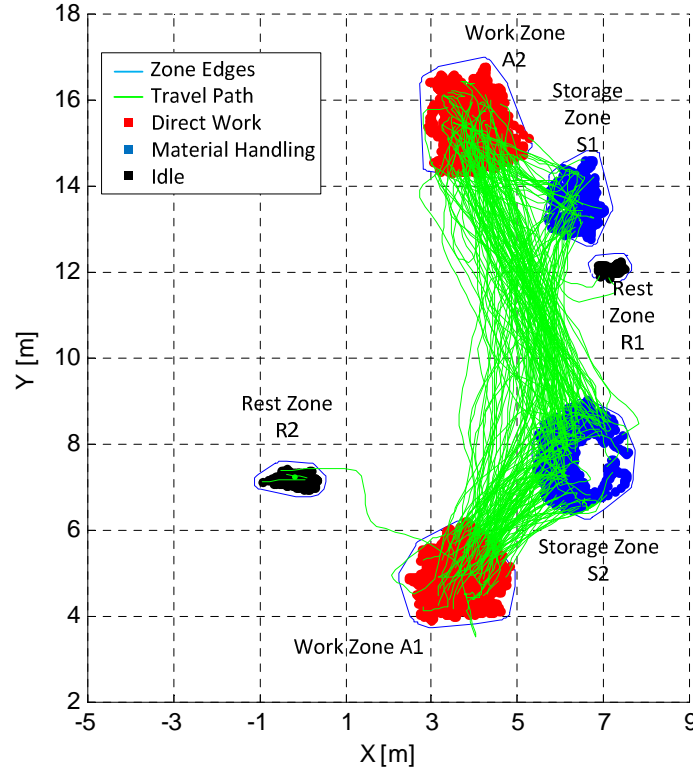 18
16
14
12
10
8
6
4
2
Y [m]
Zone Edges
Travel Path
Direct Work
Material Handling
Idle
Work Zone
A2
Storage
Zone
S1
Rest
Zone
R1
Rest Zone
R2
Storage Zone
S2
Work Zone A1
-5 -3 -1 1 3 5 7 9
X [m]